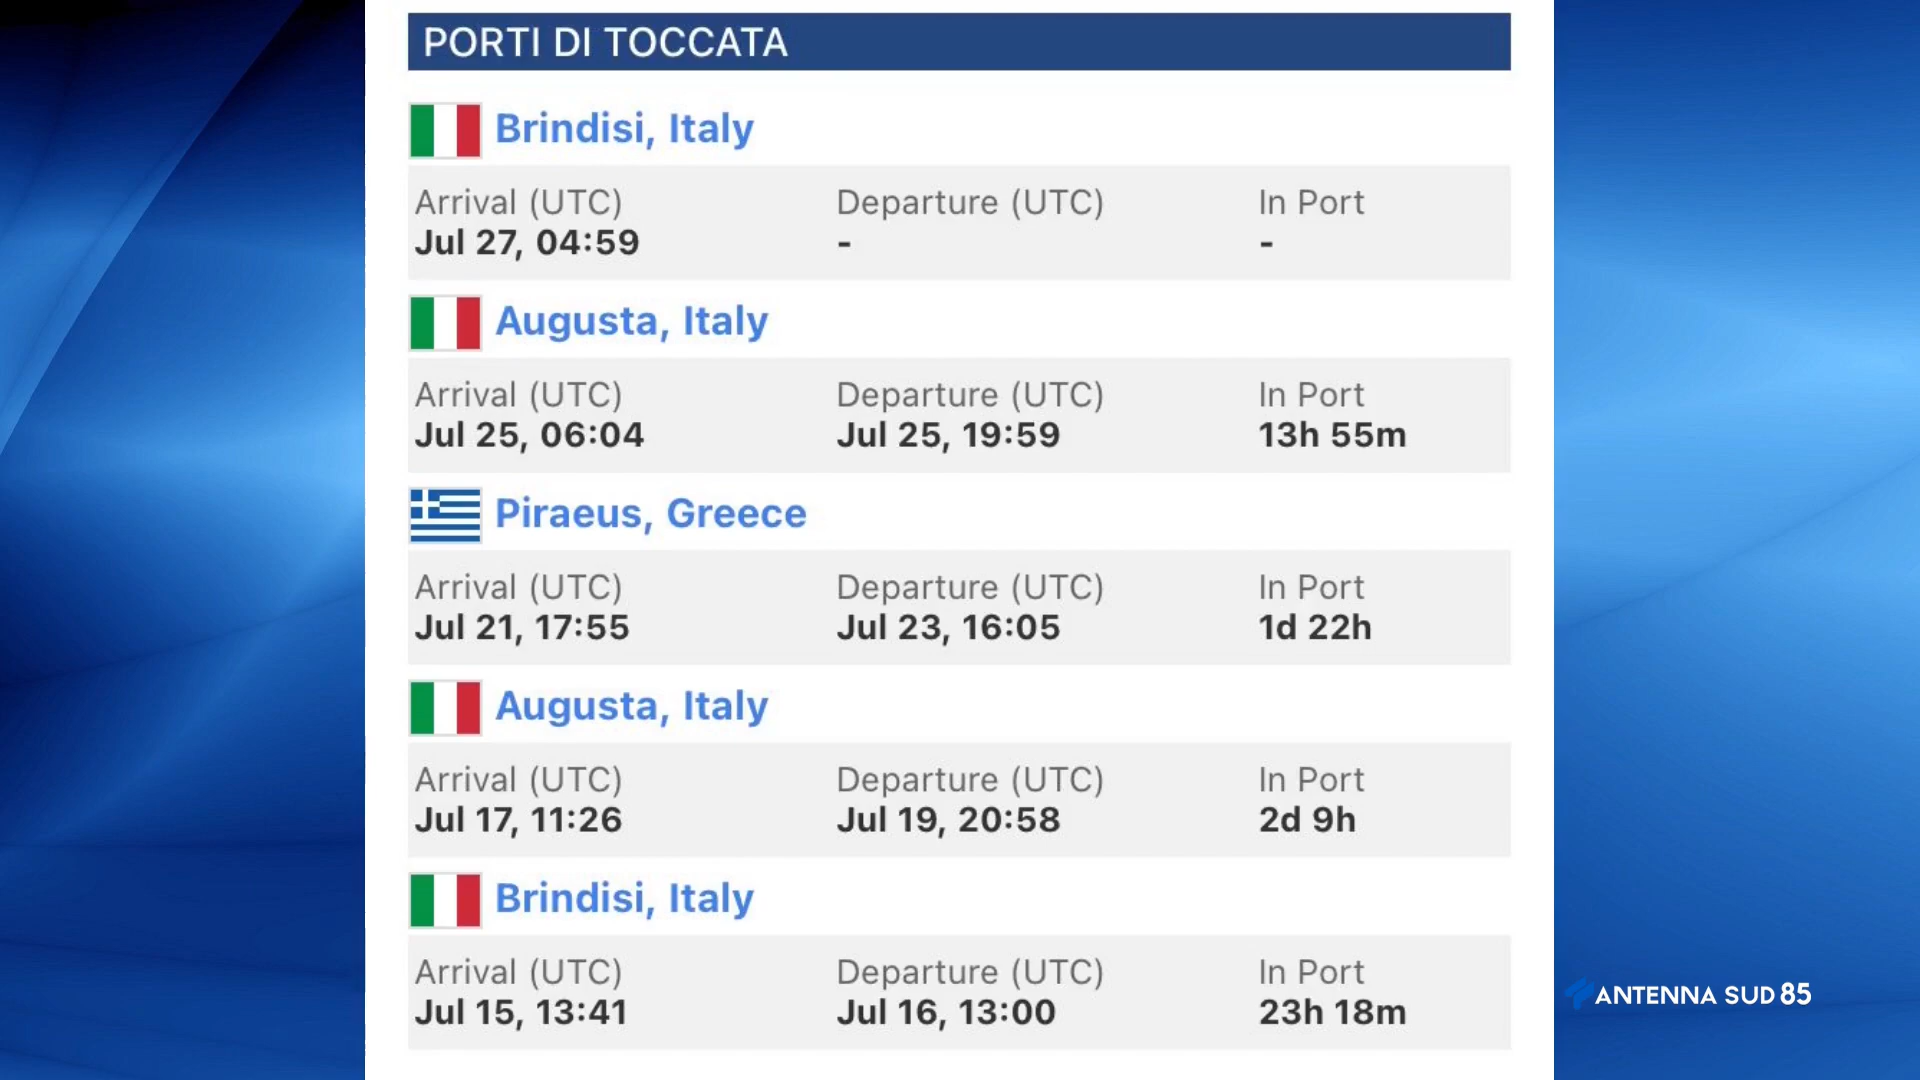 PORTI DI TOCCATA
Brindisi, Italy
Arrival (UTC) Departure (UTC) In Port
Jul 27, 04:59 - -
Augusta, Italy
Arrival (UTC) Departure (UTC) In Port
Jul 25, 06:04 Jul 25, 19:59 13h 55m
Piraeus, Greece
Arrival (UTC) Departure (UTC) In Port
Jul 21, 17:55 Jul 23, 16:05 1d 22h
Augusta, Italy
Arrival (UTC) Departure (UTC) In Port
Jul 17, 11:26 Jul 19, 20:58 2d 9h
Brindisi, Italy
Arrival (UTC) Departure (UTC) In Port
Jul 15, 13:41 Jul 16, 13:00 23h 18m
ANTENNA SUD 85